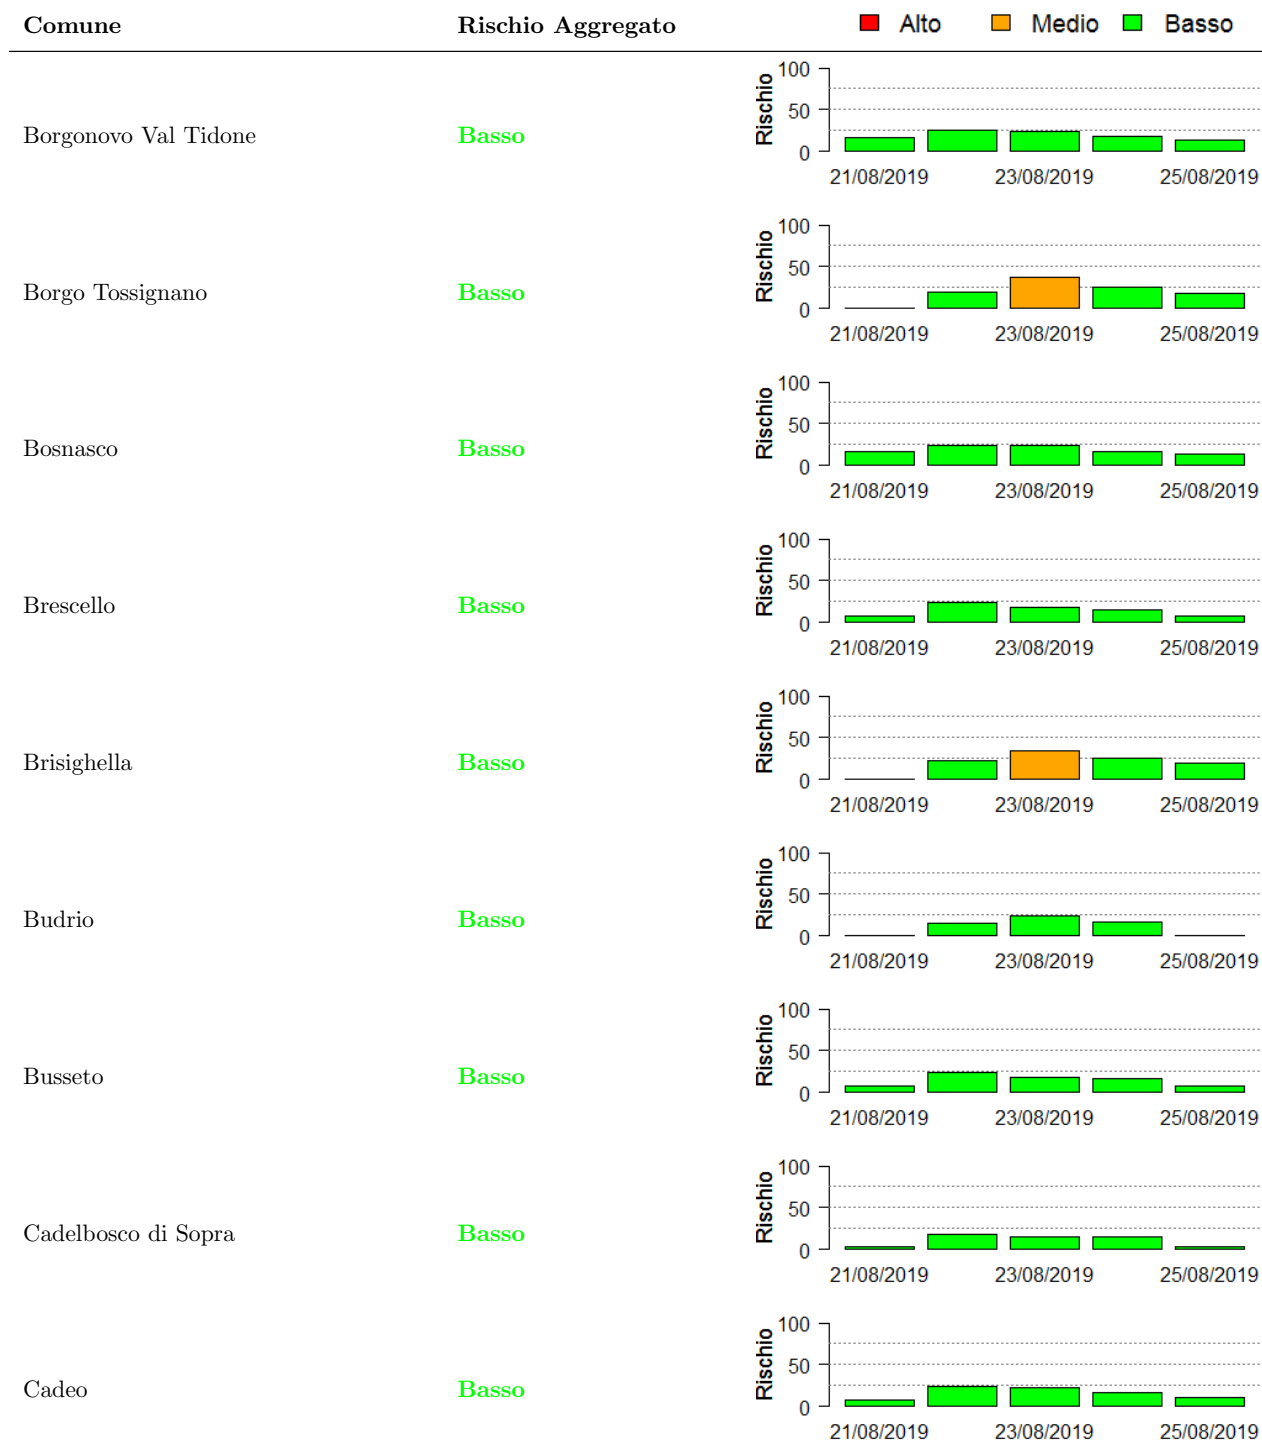 Comune Rischio Aggregato Alto Medio Basso
100
50
0
Rischio
Borgonovo Val Tidone Basso
21/08/2019 23/08/2019 25/08/2019
100
50
0
Rischio
Borgo Tossignano Basso
21/08/2019 23/08/2019 25/08/2019
100
50
0
Rischio
Bosnasco Basso
21/08/2019 23/08/2019 25/08/2019
100
50
0
Rischio
Brescello Basso
21/08/2019 23/08/2019 25/08/2019
100
50
0
Rischio
Brisighella Basso
21/08/2019 23/08/2019 25/08/2019
100
50
0
Rischio
Budrio Basso
21/08/2019 23/08/2019 25/08/2019
100
50
0
Rischio
Busseto Basso
21/08/2019 23/08/2019 25/08/2019
100
50
0
Rischio
Cadelbosco di Sopra Basso
21/08/2019 23/08/2019 25/08/2019
100
50
0
Rischio
Cadeo Basso
21/08/2019 23/08/2019 25/08/2019